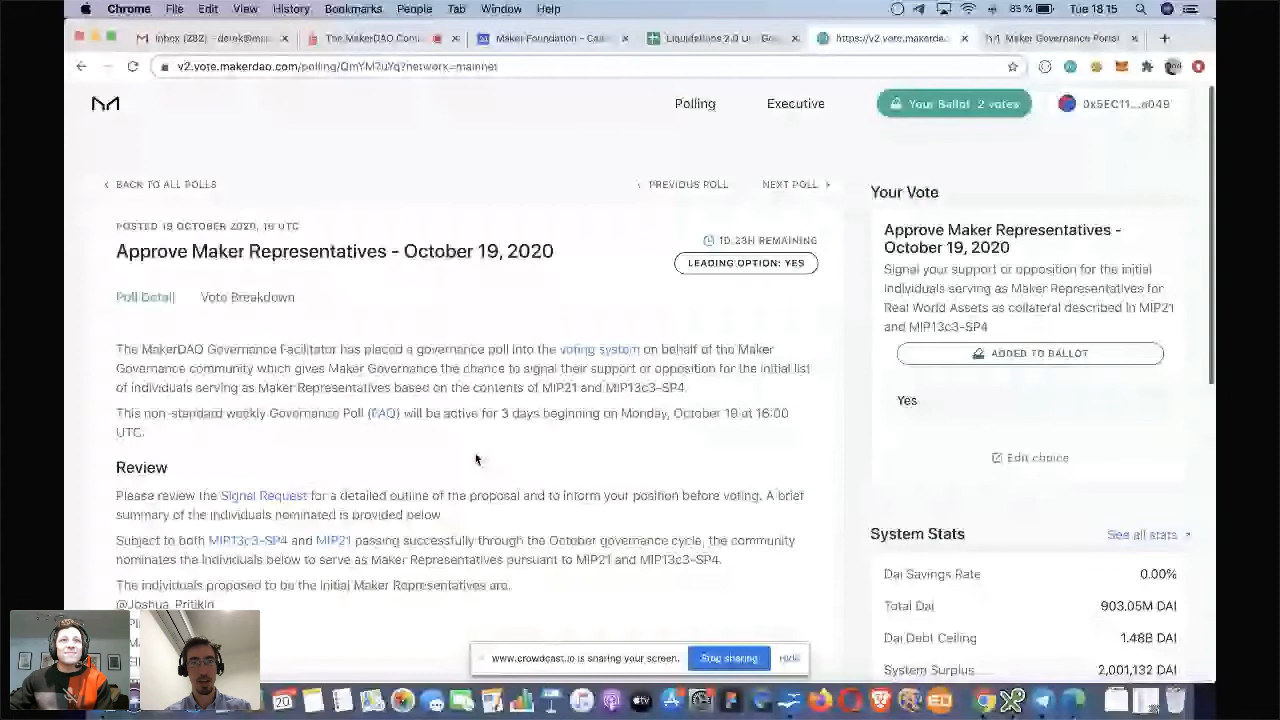 Chrome File Edit View History Bookmarks People Tab Window Help 85% Tue 18:15
The MakerDAO Maker Foundation - Maker Governance Portal
v2.vote.makerdao.com/polling/QmYM7uYq?network=mainnet
Polling Executive Your Ballot 2 votes 0x5EC11...a049
BACK TO ALL POLLS PREVIOUS POLL NEXT POLL
POSTED 19 OCTOBER 2020, 16 UTC
Approve Maker Representatives - October 19, 2020
REMAINING
LEADING OPTION: YES
Poll Detail Vote Breakdown
The MakerDAO Governance Facilitator has placed a governance poll into the voting system on behalf of the Maker
Governance community which gives Maker Governance the chance to signal their support or opposition for the initial list
of individuals serving as Maker Representatives based on the contents of MIP21 and MIP13c3-SP4.
This non-standard weekly Governance Poll (FAQ) will be active for 3 days beginning on Monday, October 19 at 16:00
UTC.
Review
Please review the Signal Request for a detailed outline of the proposal and to inform your position before voting. A brief
summary of the individuals nominated is provided below
Subject to both MIP13c3-SP4 and MIP21 passing successfully through the October governance cycle, the community
nominates the individuals below to serve as Maker Representatives pursuant to MIP21 and MIP13c3-SP4.
The individuals proposed to be the initial Maker Representatives are.
@Joshua_Pritikin
Your Vote
Approve Maker Representatives -
October 19, 2020
Signal your support or opposition for the initial
individuals serving as Maker Representatives for
Real World Assets as collateral described in MIP21
and MIP13c3-SP4
ADDED TO BALLOT
Yes
Edit choice
System Stats See all stats
Dai Savings Rate 0.00%
Total Dai 903.05M DAI
Dai Debt Ceiling 1.48B DAI
System Surplus 2,001,132 DAI
www.crowdcast.io is sharing your screen. Stop sharing Hide
20